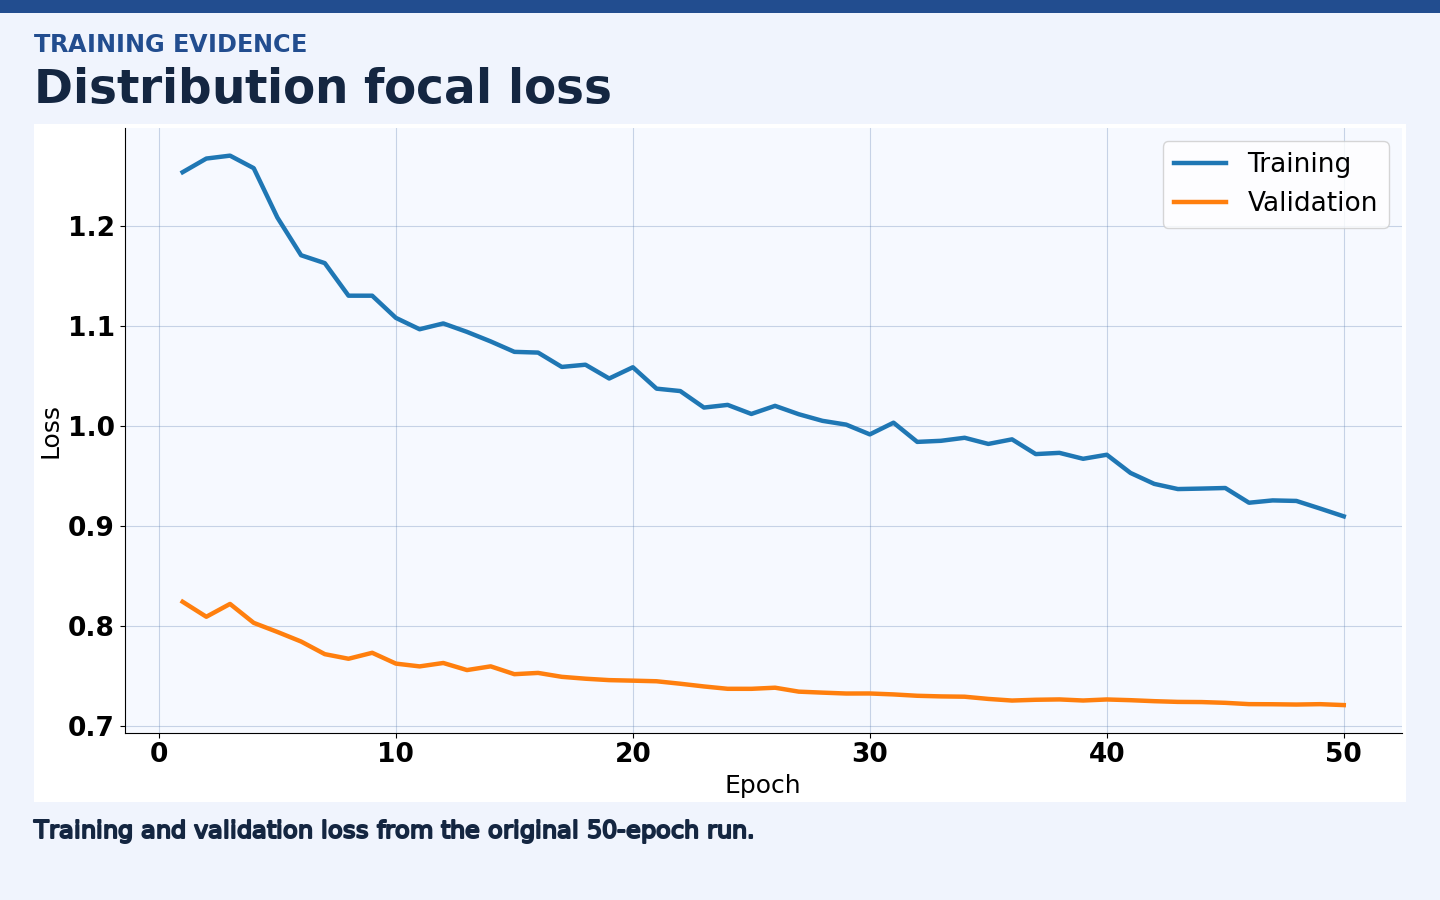 TRAINING EVIDENCE
Distribution focal loss
Training
Validation
1.2
1.1
1.0
0.9
0.8
0.7
Loss
0 10 20 30 40 50
Epoch
Training and validation loss from the original 50-epoch run.